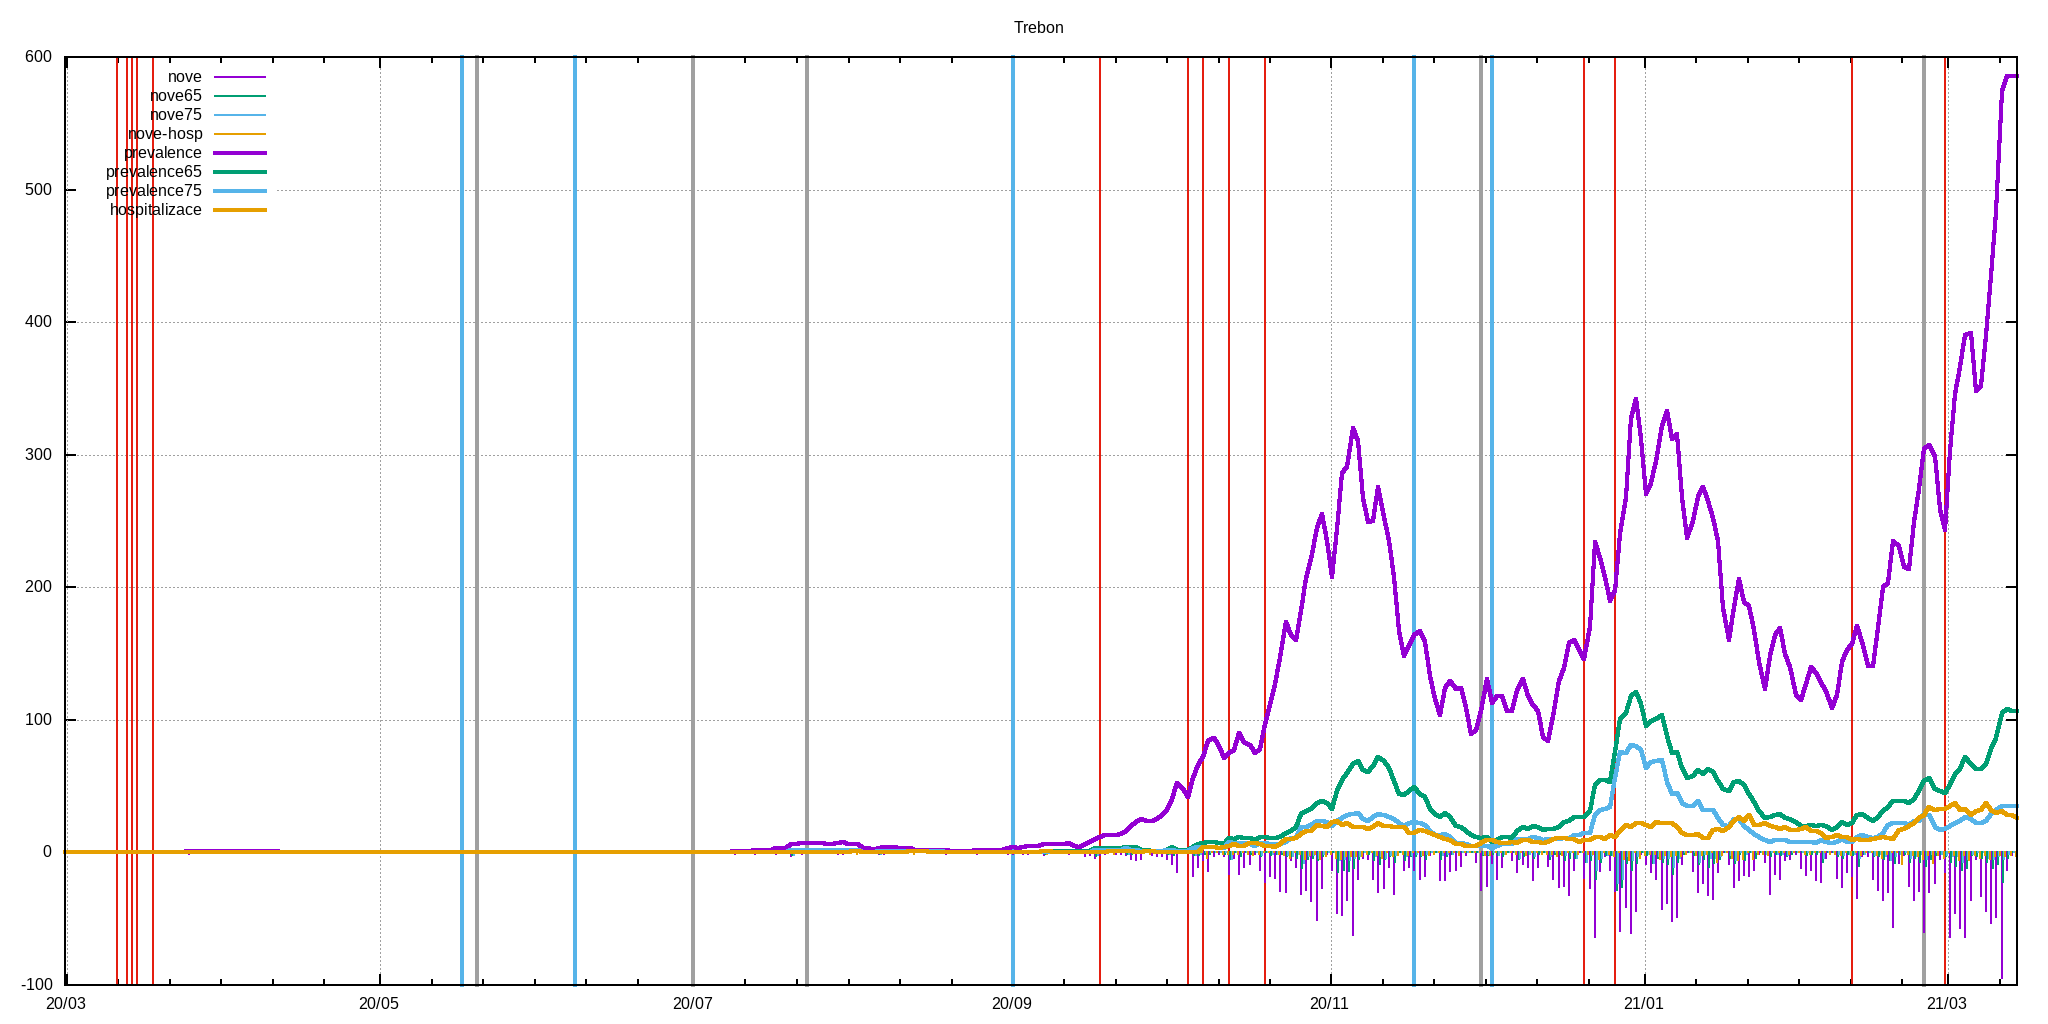 Trebon
600
500
400
300
200
100
0
-100
nove
nove65
nove75
nove-hosp
prevalence
prevalence65
prevalence75
hospitalizace
20/03
20/05
20/07
20/09
20/11
21/01
21/03